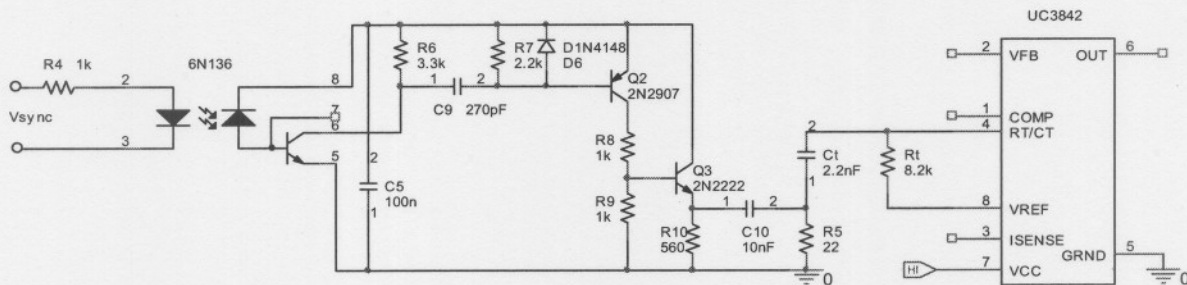 UC3842
R4 1k
6N136
Vsync
2
3
8
7
6
5
R6
3.3k
R7
2.2k
D1N4148
D6
1
2
C9 270pF
Q2
2N2907
R8
1k
R9
1k
Q3
2N2222
2
C5
100n
1
R10
560
1
2
C10
10nF
2
Ct
2.2nF
1
R5
22
0
Rt
8.2k
2
VFB
OUT
6
1
COMP
4
RT/CT
8
VREF
3
ISENSE
GRND
5
HI
7
VCC
0